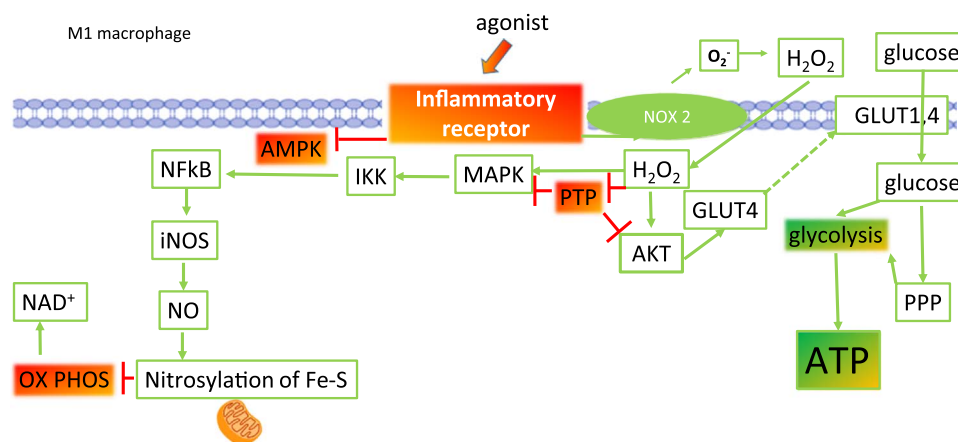 M1 macrophage
agonist
O₂⁻
H₂O₂
glucose
Inflammatory
receptor
NOX 2
GLUT1,4
AMPK
NFkB
IKK
MAPK
H₂O₂
PTP
GLUT4
glucose
iNOS
AKT
glycolysis
NAD⁺
NO
PPP
ATP
OX PHOS
Nitrosylation of Fe-S